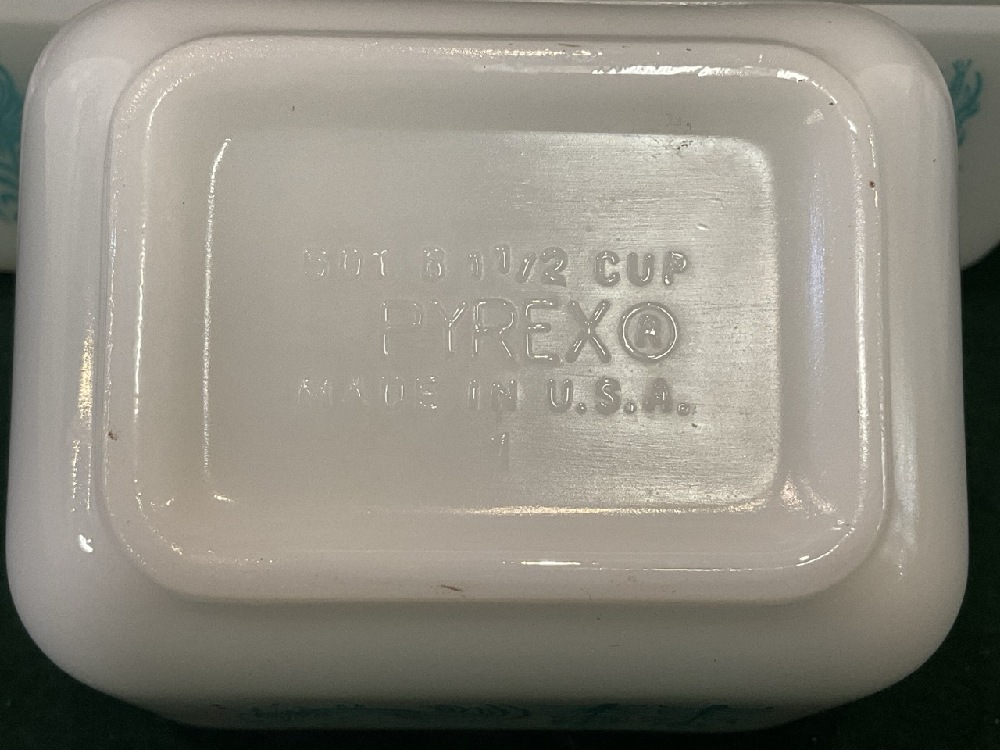 501 B 1 1/2 CUP
PYREX®
MADE IN U.S.A.
1